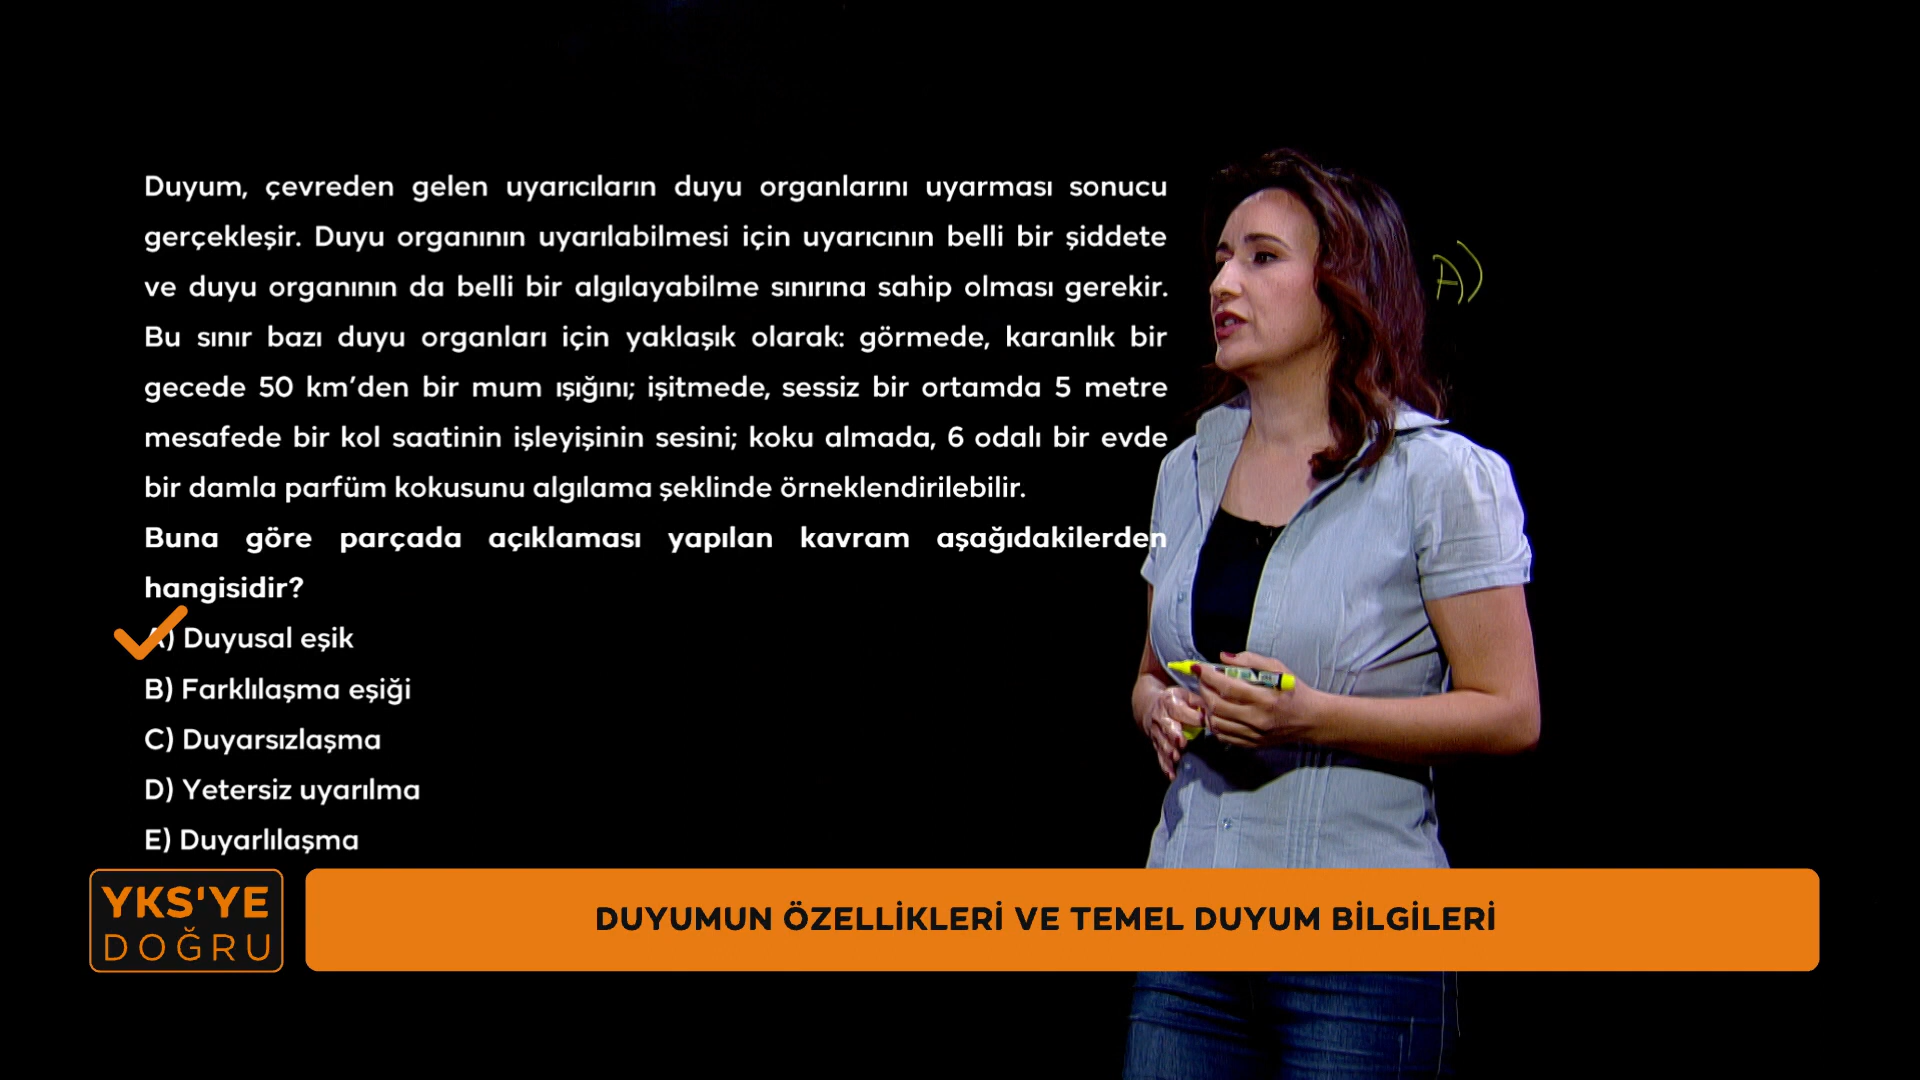 Duyum, çevreden gelen uyarıcıların duyu organlarını uyarması sonucu
gerçekleşir. Duyu organının uyarılabilmesi için uyarıcının belli bir şiddete
ve duyu organının da belli bir algılayabilme sınırına sahip olması gerekir.
Bu sınır bazı duyu organları için yaklaşık olarak: görmede, karanlık bir
gecede 50 km’den bir mum ışığını; işitmede, sessiz bir ortamda 5 metre
mesafede bir kol saatinin işleyişinin sesini; koku almada, 6 odalı bir evde
bir damla parfüm kokusunu algılama şeklinde örneklendirilebilir.
Buna göre parçada açıklaması yapılan kavram aşağıdakilerden
hangisidir?
A) Duyusal eşik
B) Farklılaşma eşiği
C) Duyarsızlaşma
D) Yetersiz uyarılma
E) Duyarlılaşma
A)
YKS'YE
DOĞRU
DUYUMUN ÖZELLİKLERİ VE TEMEL DUYUM BİLGİLERİ